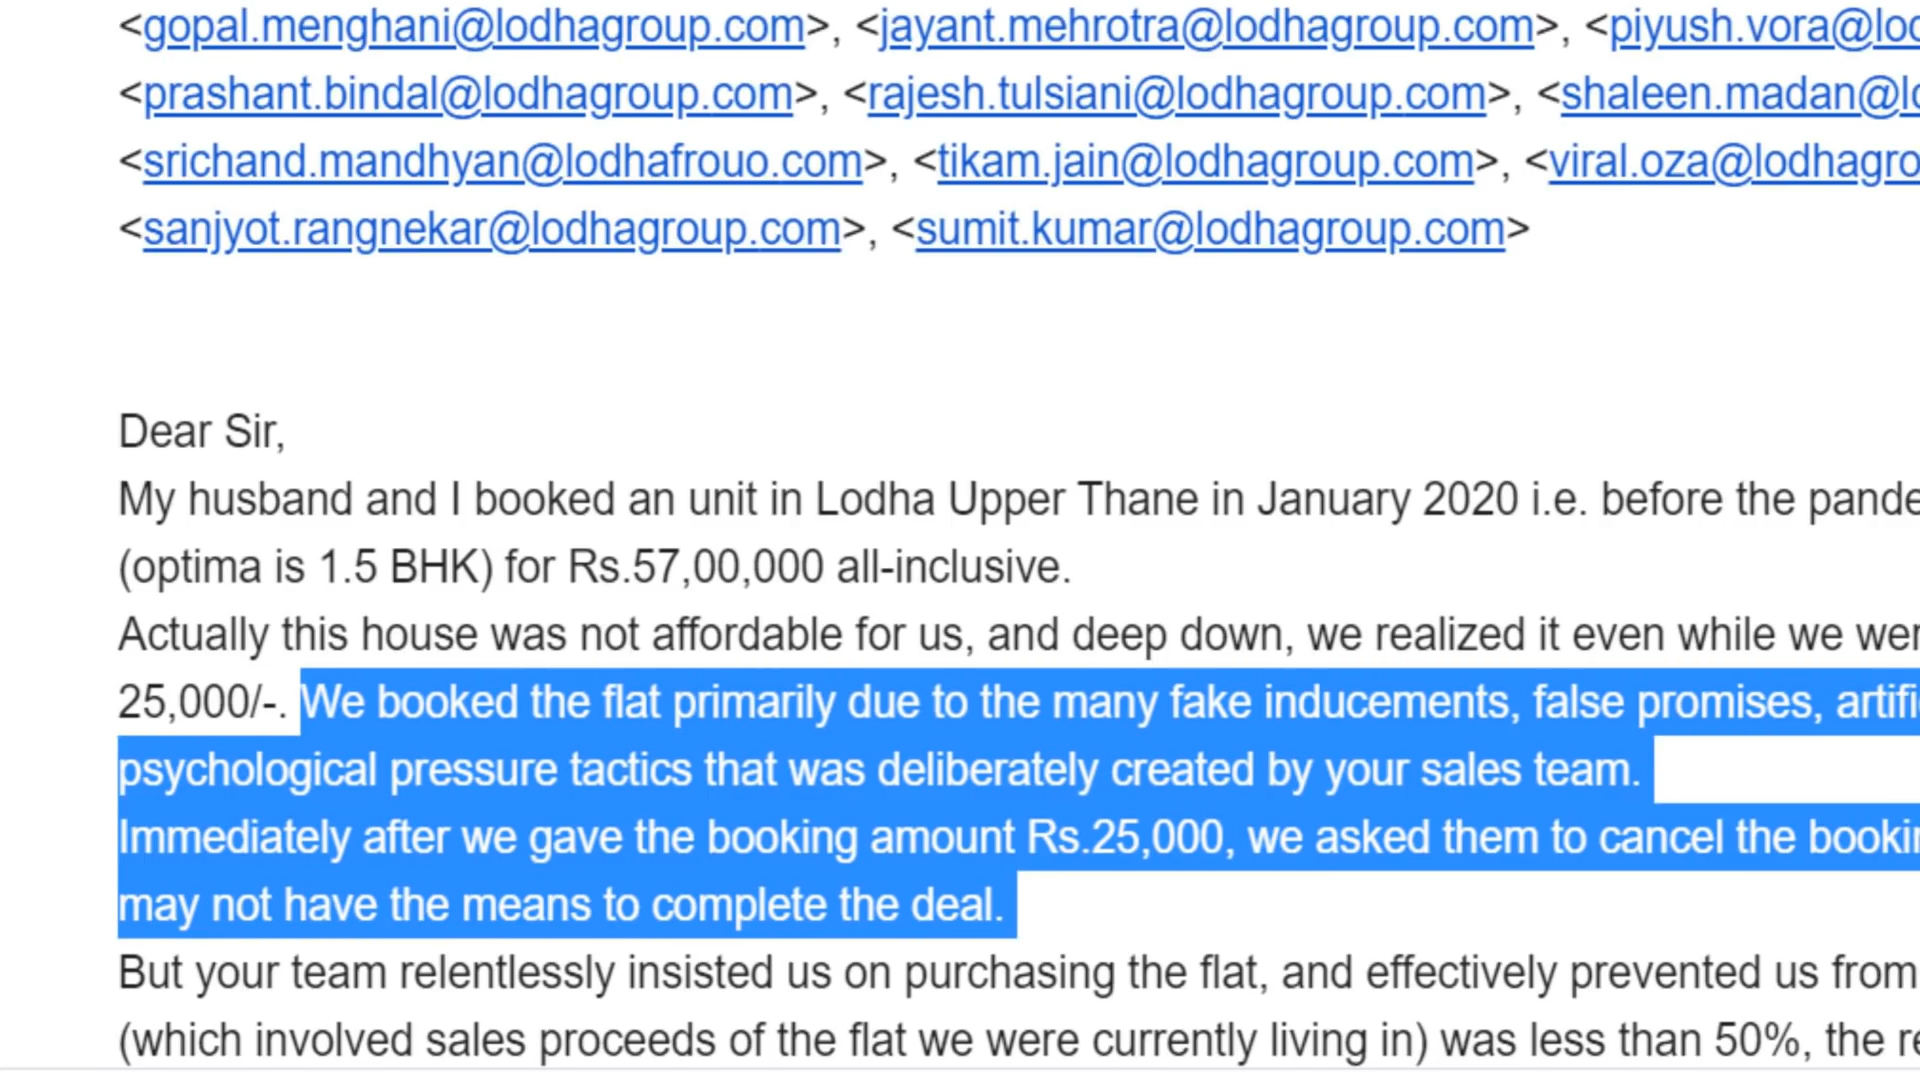 <gopal.menghani@lodhagroup.com>, <jayant.mehrotra@lodhagroup.com>, <piyush.vora@loc
<prashant.bindal@lodhagroup.com>, <rajesh.tulsiani@lodhagroup.com>, <shaleen.madan@lo
<srichand.mandhyan@lodhafrouo.com>, <tikam.jain@lodhagroup.com>, <viral.oza@lodhagro
<sanjyot.rangnekar@lodhagroup.com>, <sumit.kumar@lodhagroup.com>
Dear Sir,
My husband and I booked an unit in Lodha Upper Thane in January 2020 i.e. before the pande
(optima is 1.5 BHK) for Rs.57,00,000 all-inclusive.
Actually this house was not affordable for us, and deep down, we realized it even while we wer
25,000/-. We booked the flat primarily due to the many fake inducements, false promises, artific
psychological pressure tactics that was deliberately created by your sales team.
Immediately after we gave the booking amount Rs.25,000, we asked them to cancel the bookin
may not have the means to complete the deal.
But your team relentlessly insisted us on purchasing the flat, and effectively prevented us from
(which involved sales proceeds of the flat we were currently living in) was less than 50%, the re